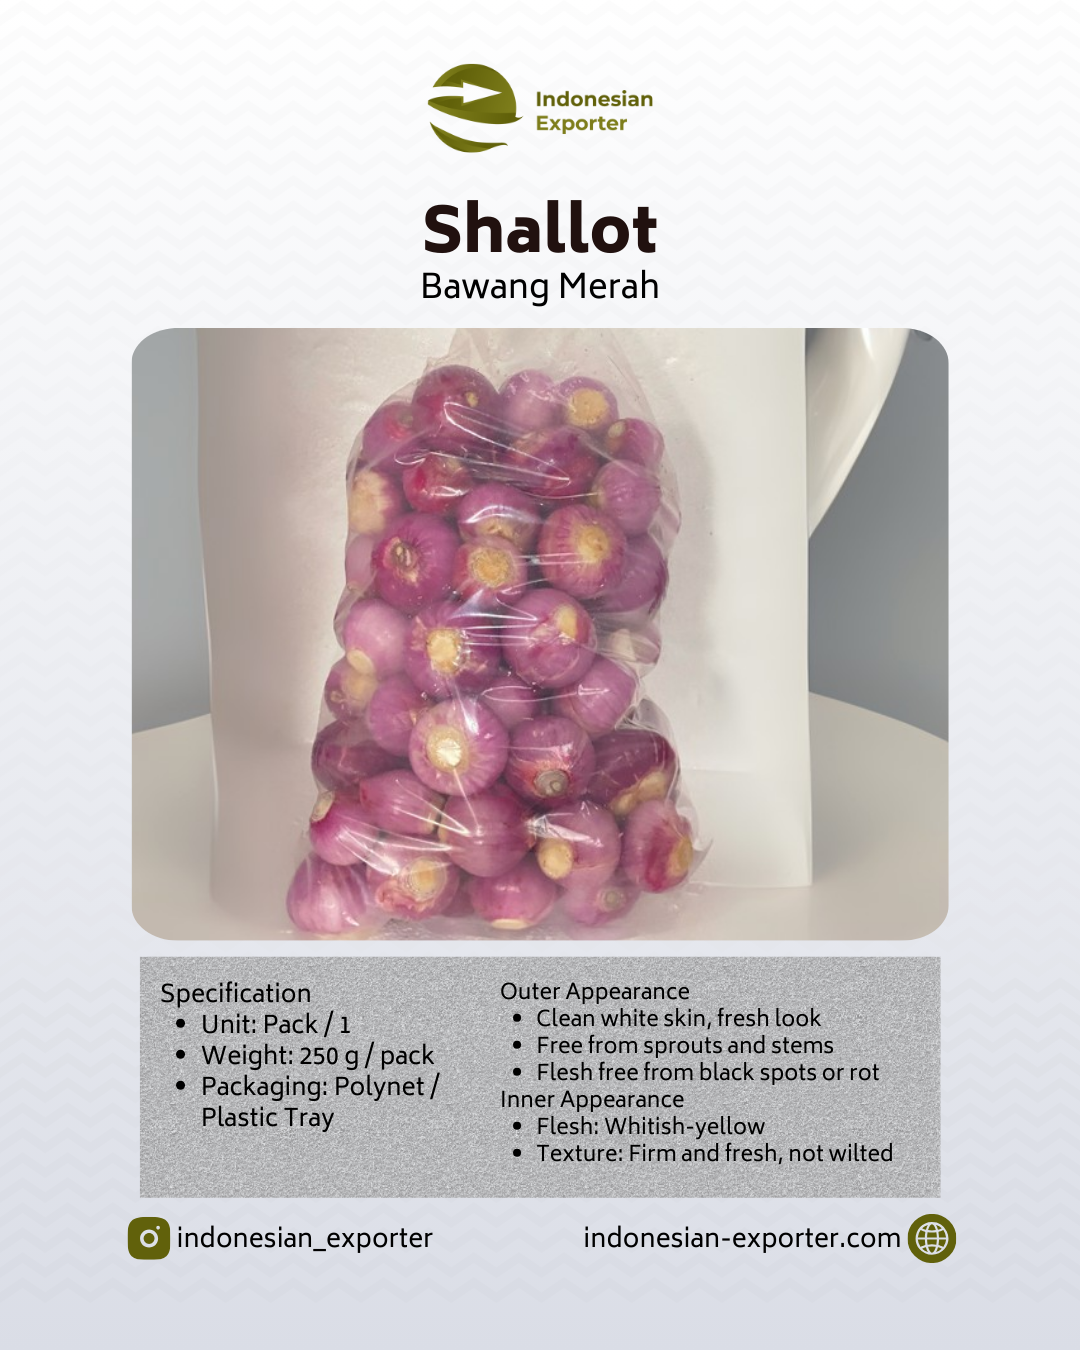 Indonesian
Exporter
Shallot
Bawang Merah
Specification
• Unit: Pack / 1
• Weight: 250 g / pack
• Packaging: Polynet /
Plastic Tray
Outer Appearance
• Clean white skin, fresh look
• Free from sprouts and stems
• Flesh free from black spots or rot
Inner Appearance
• Flesh: Whitish-yellow
• Texture: Firm and fresh, not wilted
indonesian_exporter
indonesian-exporter.com